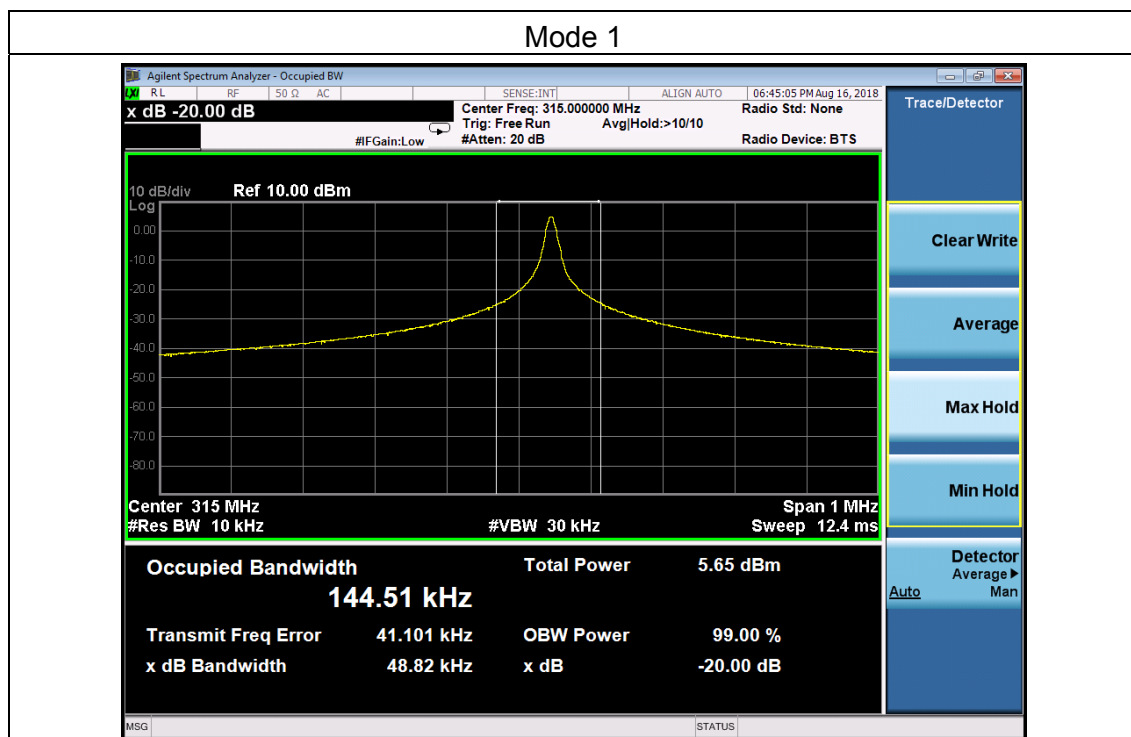 Mode 1
Agilent Spectrum Analyzer - Occupied BW
LXI RL RF 50 Ω AC SENSE:INT ALIGN AUTO 06:45:05 PM Aug 16, 2018
x dB -20.00 dB
Center Freq: 315.000000 MHz Radio Std: None
Trig: Free Run Avg|Hold:>10/10
#IFGain:Low #Atten: 20 dB Radio Device: BTS
Trace/Detector
10 dB/div Ref 10.00 dBm
Log
0.00
-10.0
-20.0
-30.0
-40.0
-50.0
-60.0
-70.0
-80.0
Center 315 MHz Span 1 MHz
#Res BW 10 kHz #VBW 30 kHz Sweep 12.4 ms
Clear Write
Average
Max Hold
Min Hold
Detector
Average
Auto Man
Occupied Bandwidth Total Power 5.65 dBm
144.51 kHz
Transmit Freq Error 41.101 kHz OBW Power 99.00 %
x dB Bandwidth 48.82 kHz x dB -20.00 dB
MSG STATUS